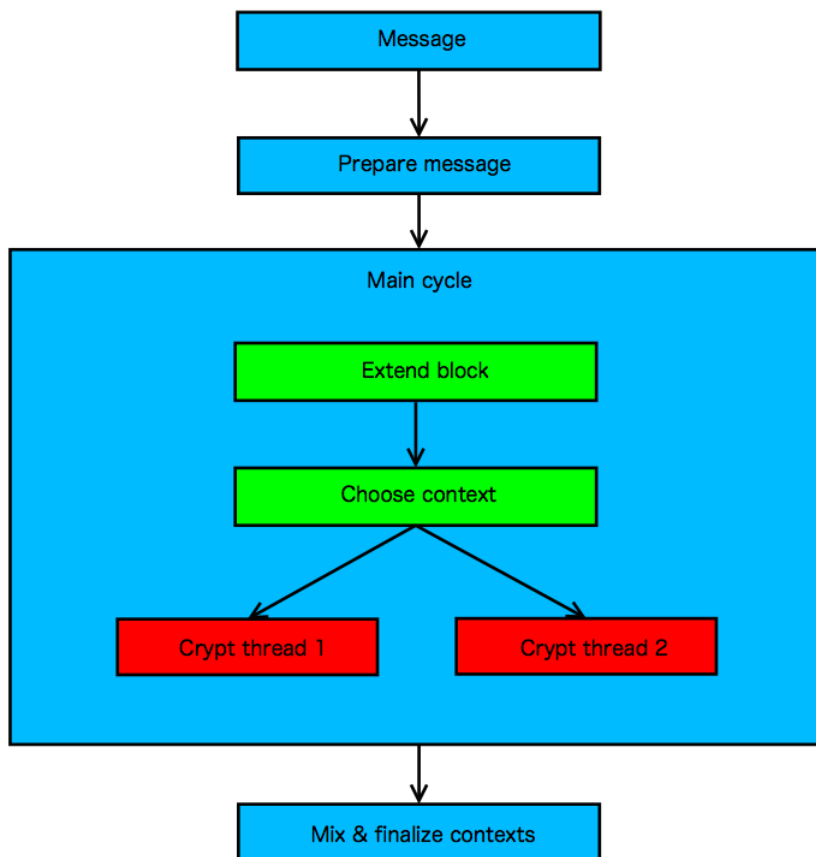 Message
Prepare message
Main cycle
Extend block
Choose context
Crypt thread 1
Crypt thread 2
Mix & finalize contexts